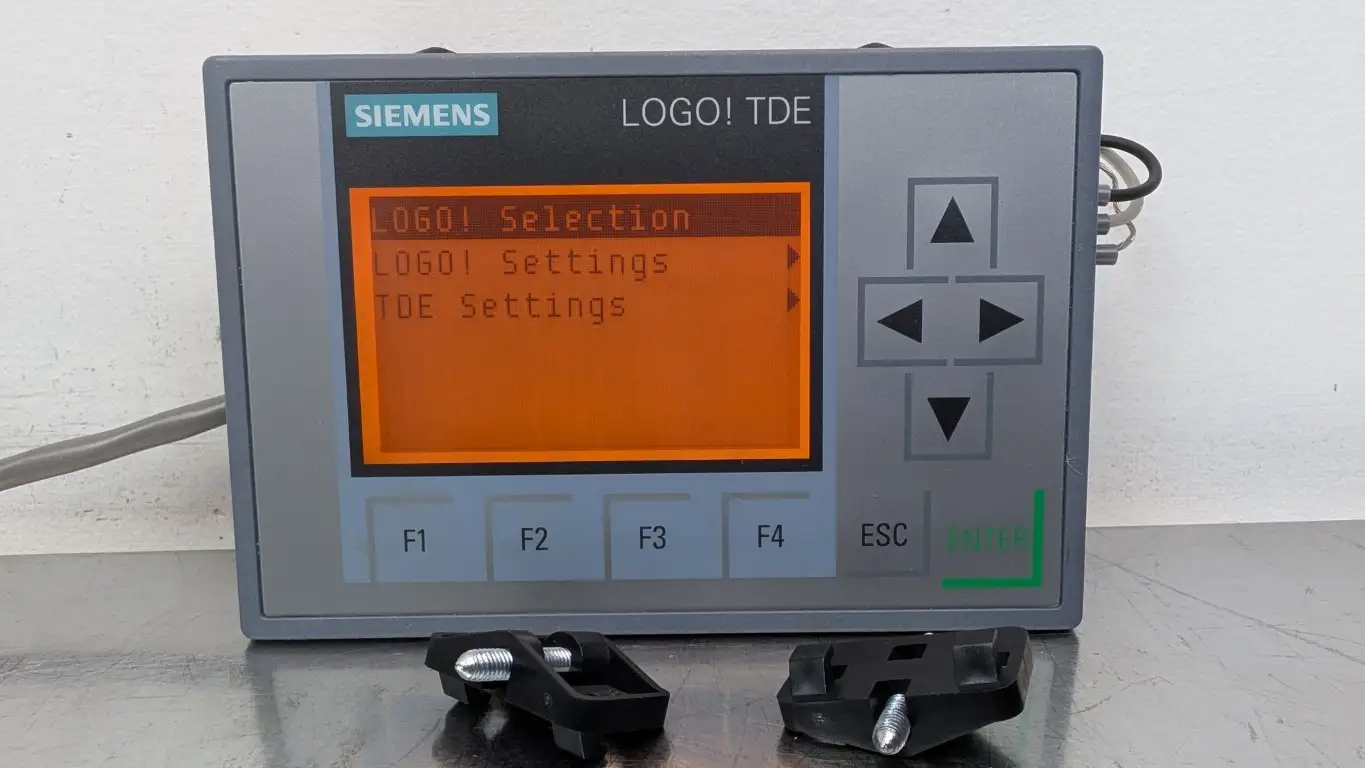 SIEMENS
LOGO! TDE
LOGO! Selection
LOGO! Settings
TDE Settings
F1
F2
F3
F4
ESC
ENTER